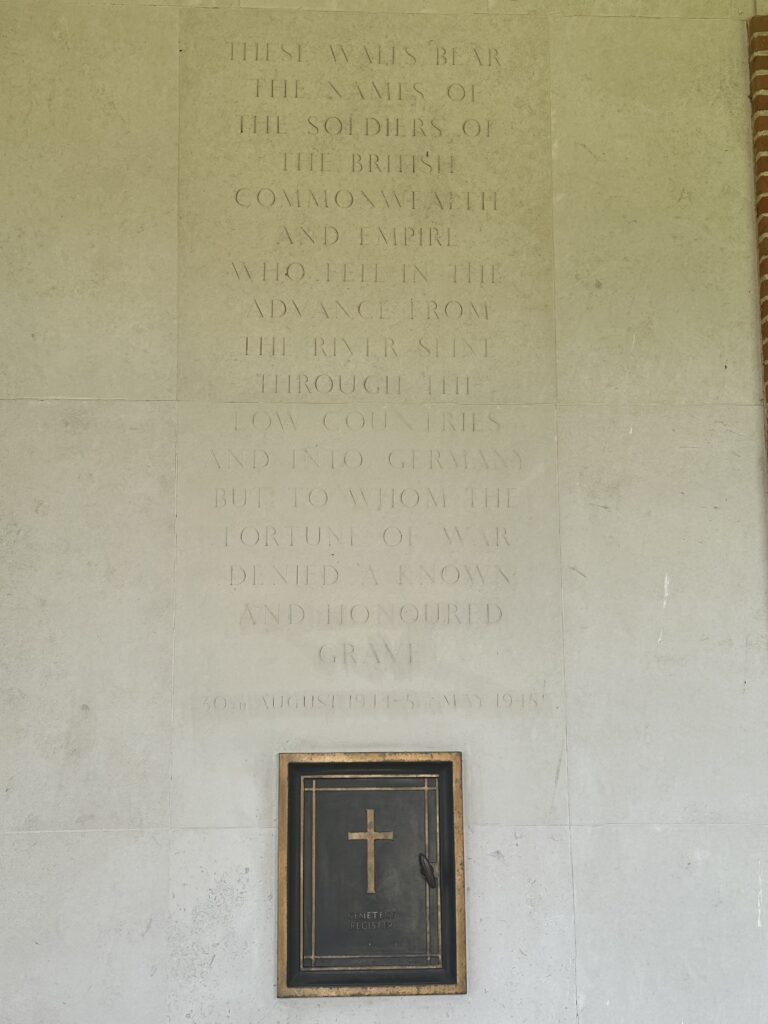 THESE WALLS BEAR
THE NAMES OF
THE SOLDIERS OF
THE BRITISH
COMMONWEALTH
AND EMPIRE
WHO FELL IN THE
ADVANCE FROM
THE RIVER SEINE
THROUGH THE
LOW COUNTRIES
AND INTO GERMANY
BUT TO WHOM THE
FORTUNE OF WAR
DENIED A KNOWN
AND HONOURED
GRAVE
30TH AUGUST 1944-5TH MAY 1945
CEMETERY
REGISTER